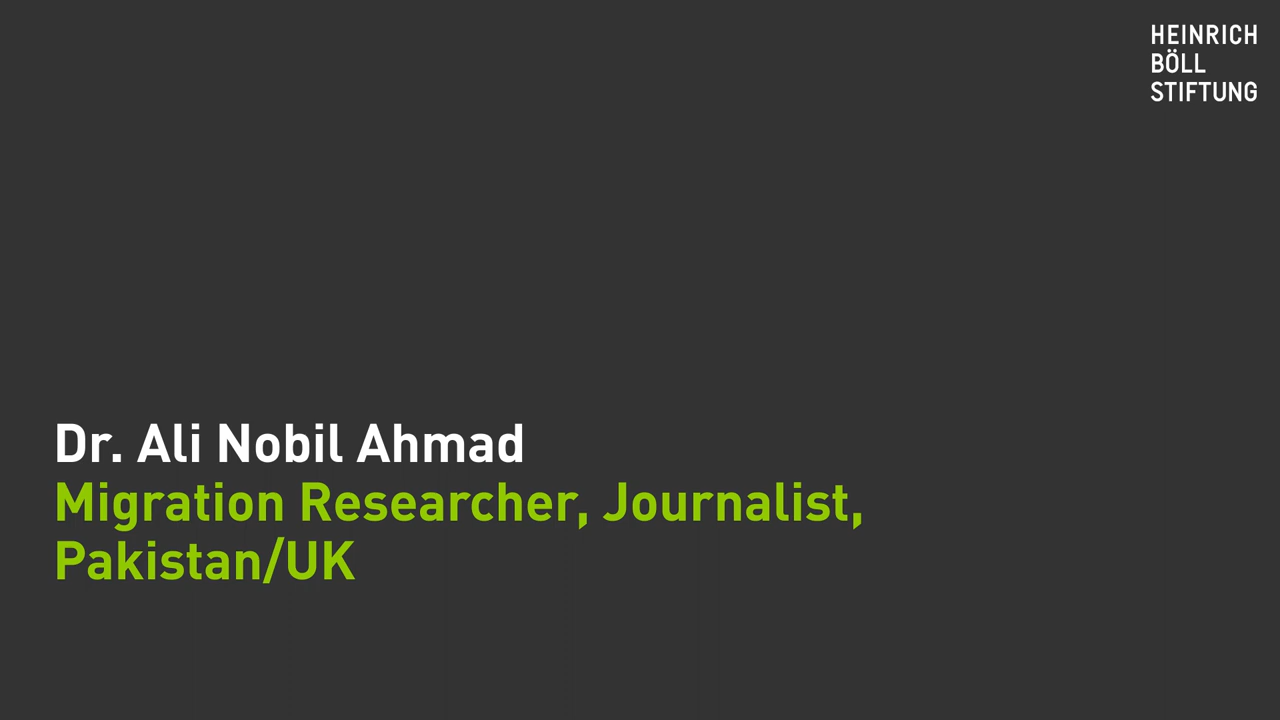 HEINRICH
BÖLL
STIFTUNG
Dr. Ali Nobil Ahmad
Migration Researcher, Journalist,
Pakistan/UK